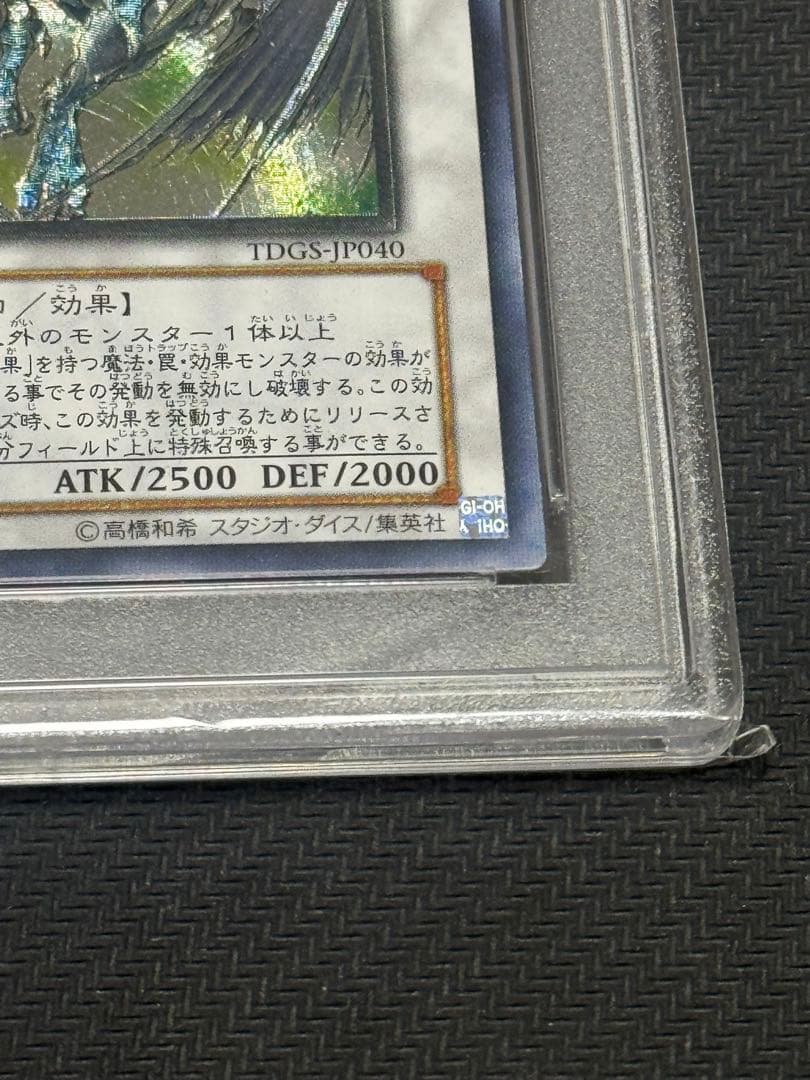 TDGS-JP040
／効果】
外のモンスター１体以上
果」を持つ魔法・罠・効果モンスターの効果が
る事でその発動を無効にし破壊する。この効
ズ時、この効果を発動するためにリリースさ
分フィールド上に特殊召喚する事ができる。
ATK/2500 DEF/2000
©高橋和希 スタジオ・ダイス/集英社